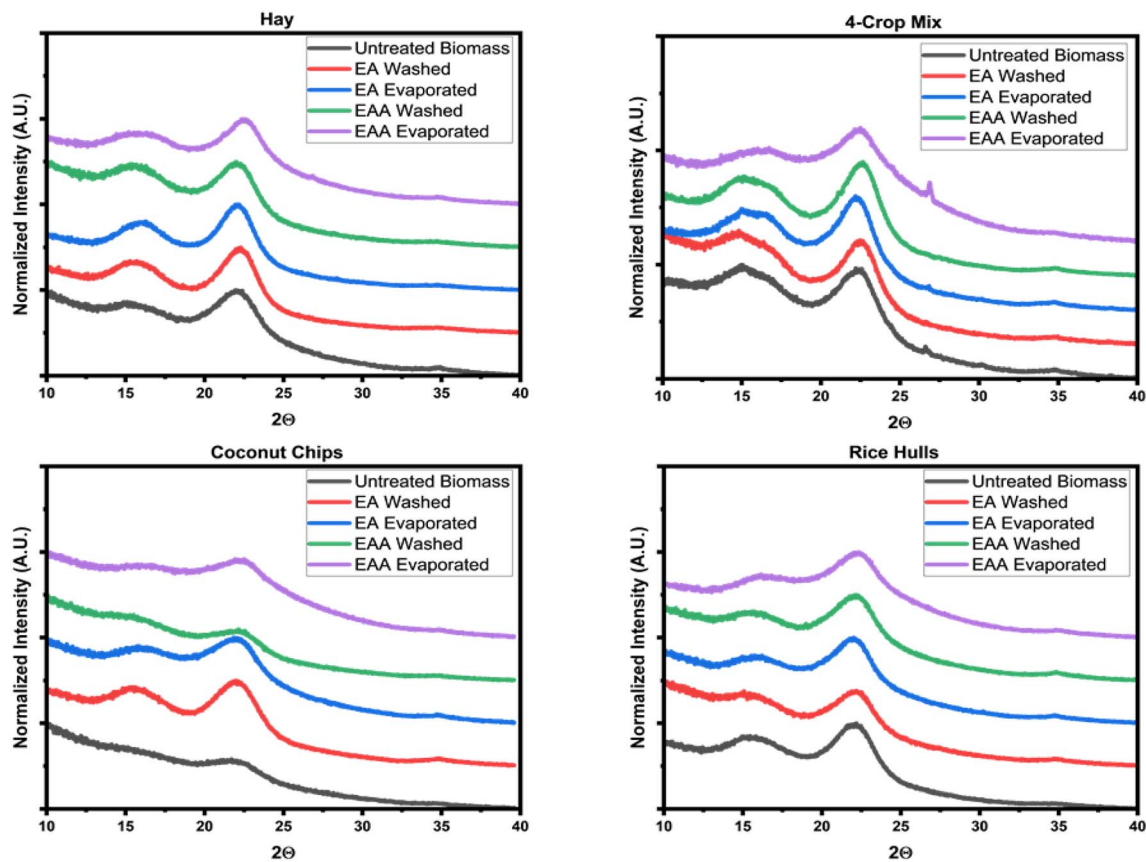 Hay
Normalized Intensity (A.U.)
Untreated Biomass
EA Washed
EA Evaporated
EAA Washed
EAA Evaporated
10 15 20 25 30 35 40
2Θ
4-Crop Mix
Normalized Intensity (A.U.)
Untreated Biomass
EA Washed
EA Evaporated
EAA Washed
EAA Evaporated
10 15 20 25 30 35 40
2Θ
Coconut Chips
Normalized Intensity (A.U.)
Untreated Biomass
EA Washed
EA Evaporated
EAA Washed
EAA Evaporated
10 15 20 25 30 35 40
2Θ
Rice Hulls
Normalized Intensity (A.U.)
Untreated Biomass
EA Washed
EA Evaporated
EAA Washed
EAA Evaporated
10 15 20 25 30 35 40
2Θ